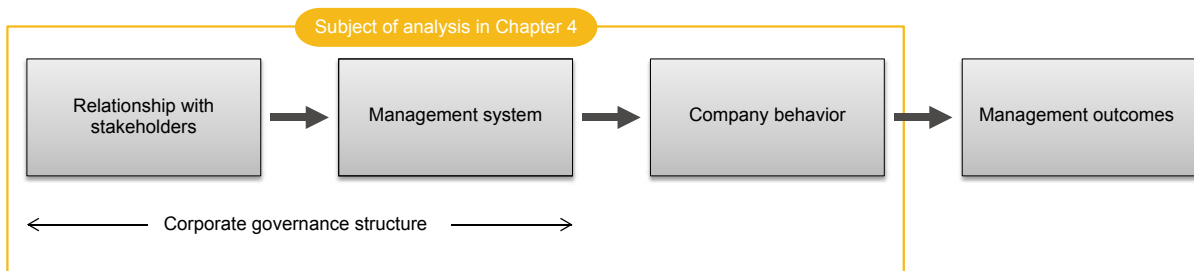 Subject of analysis in Chapter 4
Relationship with
stakeholders
Management system
Company behavior
Management outcomes
Corporate governance structure